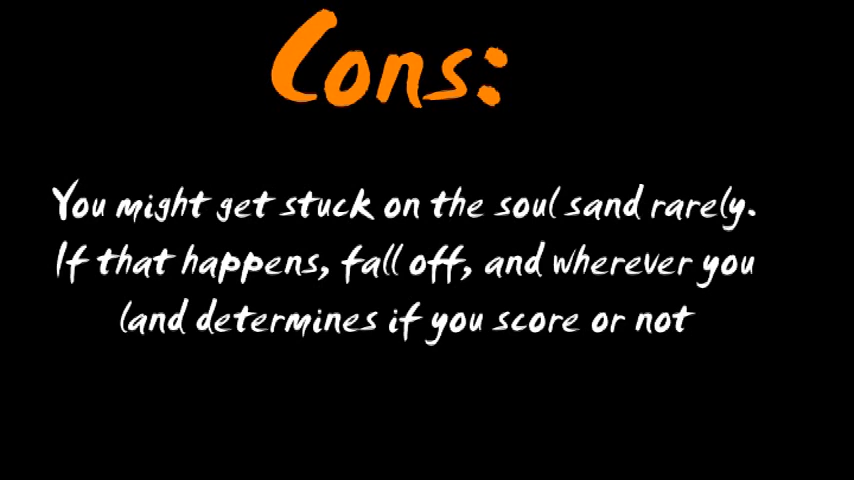 Cons:
You might get stuck on the soul sand rarely.
If that happens, fall off, and wherever you
land determines if you score or not